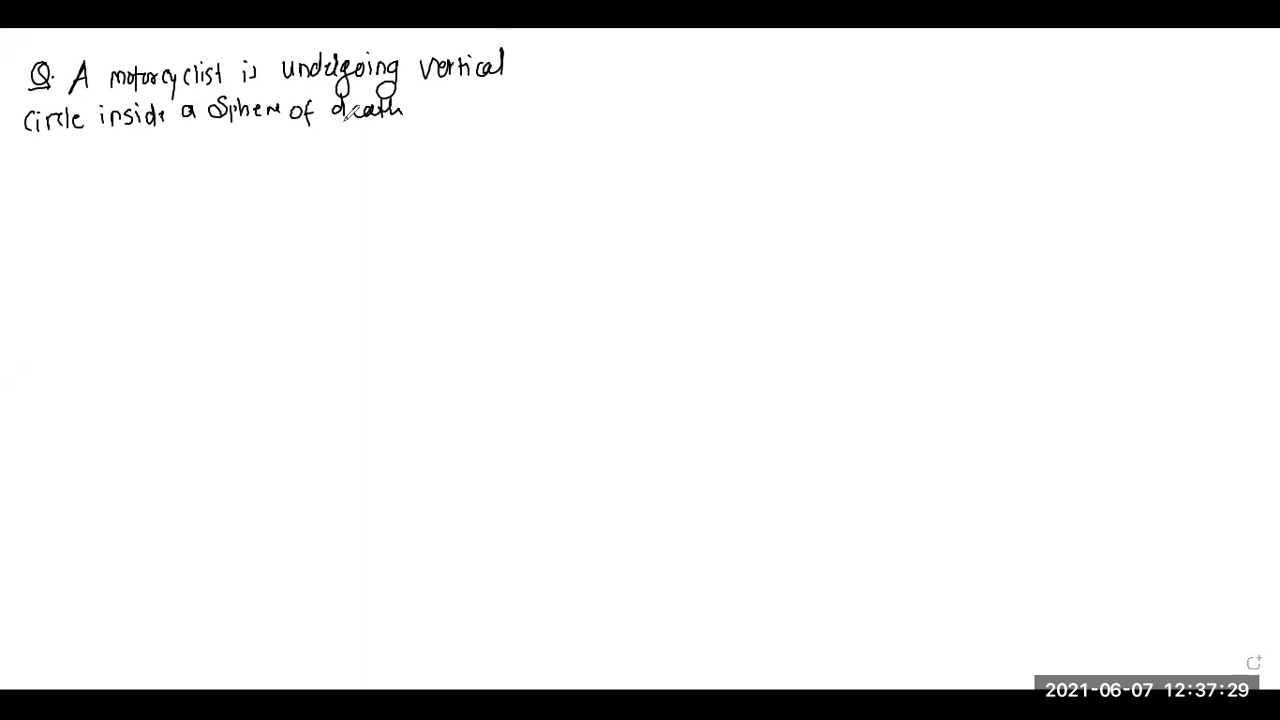 Q. A motorcyclist is undergoing vertical
circle inside a Sphere of death
2021-06-07 12:37:29